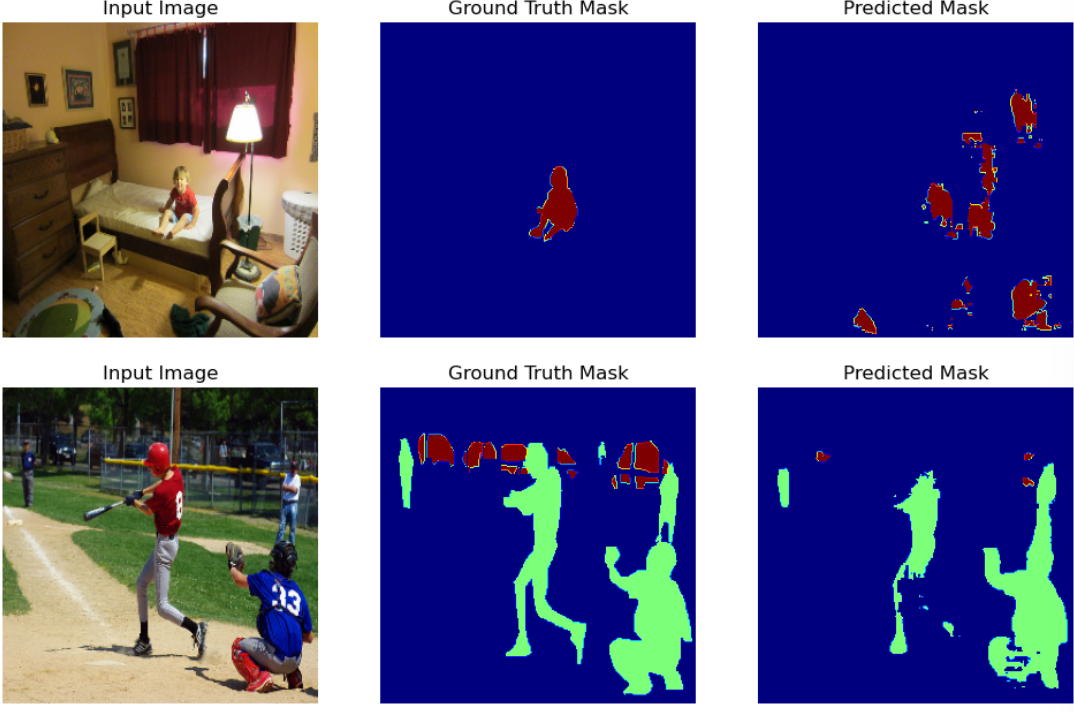 Input Image
Ground Truth Mask
Predicted Mask
Input Image
Ground Truth Mask
Predicted Mask
8
33